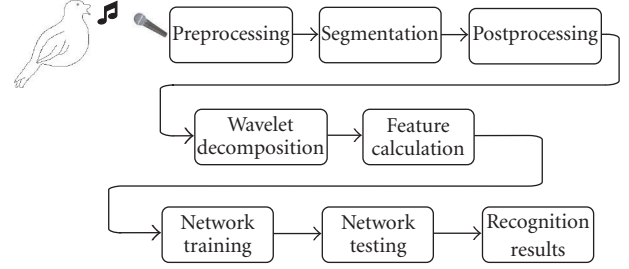 Preprocessing
Segmentation
Postprocessing
Wavelet
decomposition
Feature
calculation
Network
training
Network
testing
Recognition
results